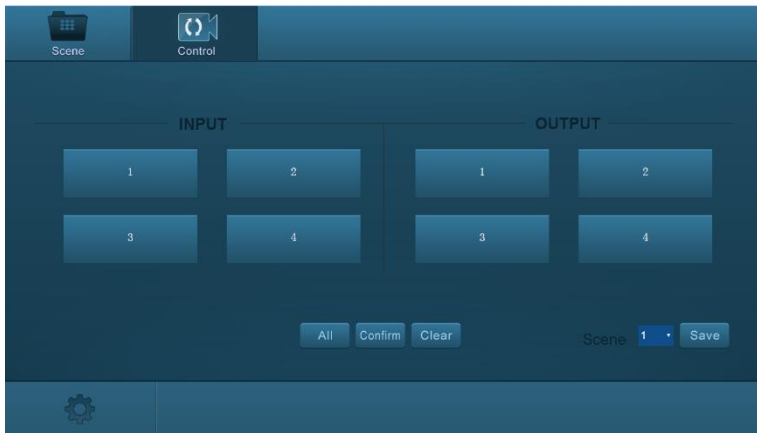 Scene Control
INPUT OUTPUT
1 2 1 2
3 4 3 4
All Confirm Clear Scene 1 Save